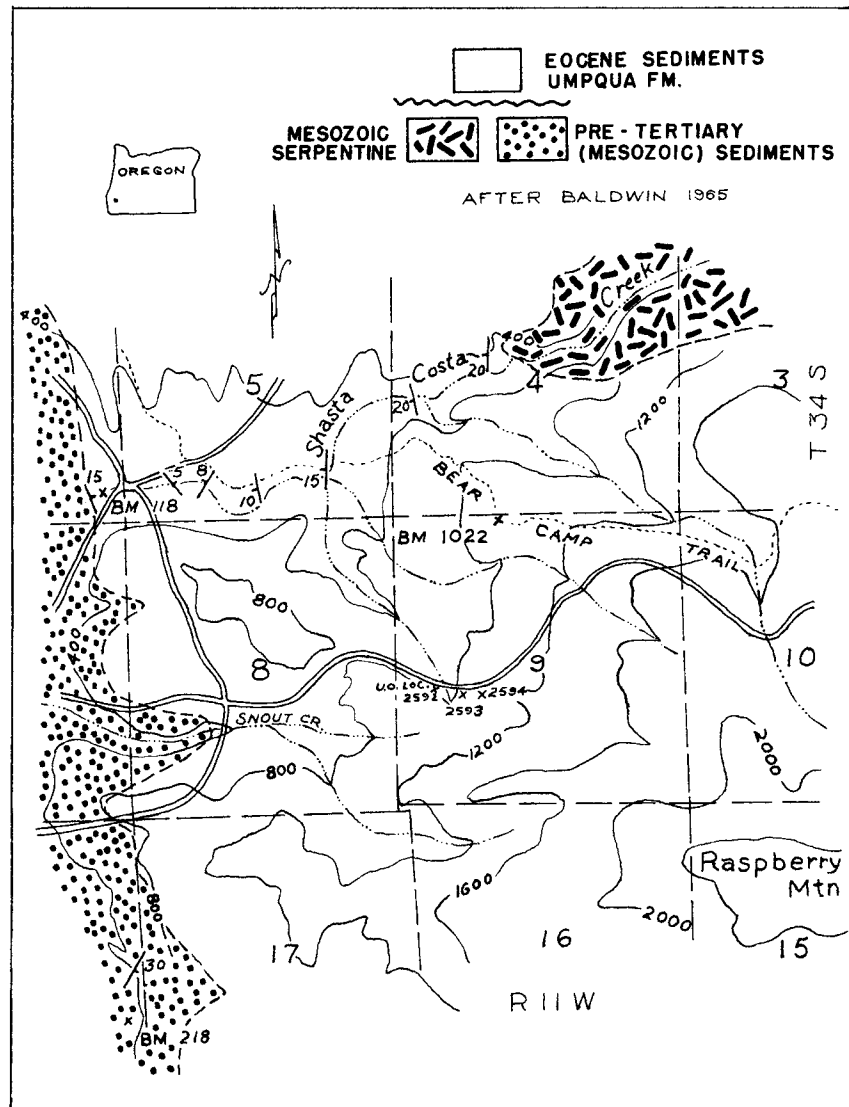 EOCENE SEDIMENTS
UMPQUA FM.
MESOZOIC
SERPENTINE
PRE-TERTIARY
(MESOZOIC) SEDIMENTS
OREGON
AFTER BALDWIN 1965
N
400
Creek
400
5
Costa
20
4
3
T 34 S
20
1200
Shasta
15
5
8
BEAR
10
15
BM 118
BM 1022
CAMP
TRAIL
800
400
8
9
10
U.O. LOC.
2592
2594
2593
SNOUT CR.
1200
2000
800
Raspberry
Mtn
1600
800
2000
17
16
15
30
R 11 W
BM 218